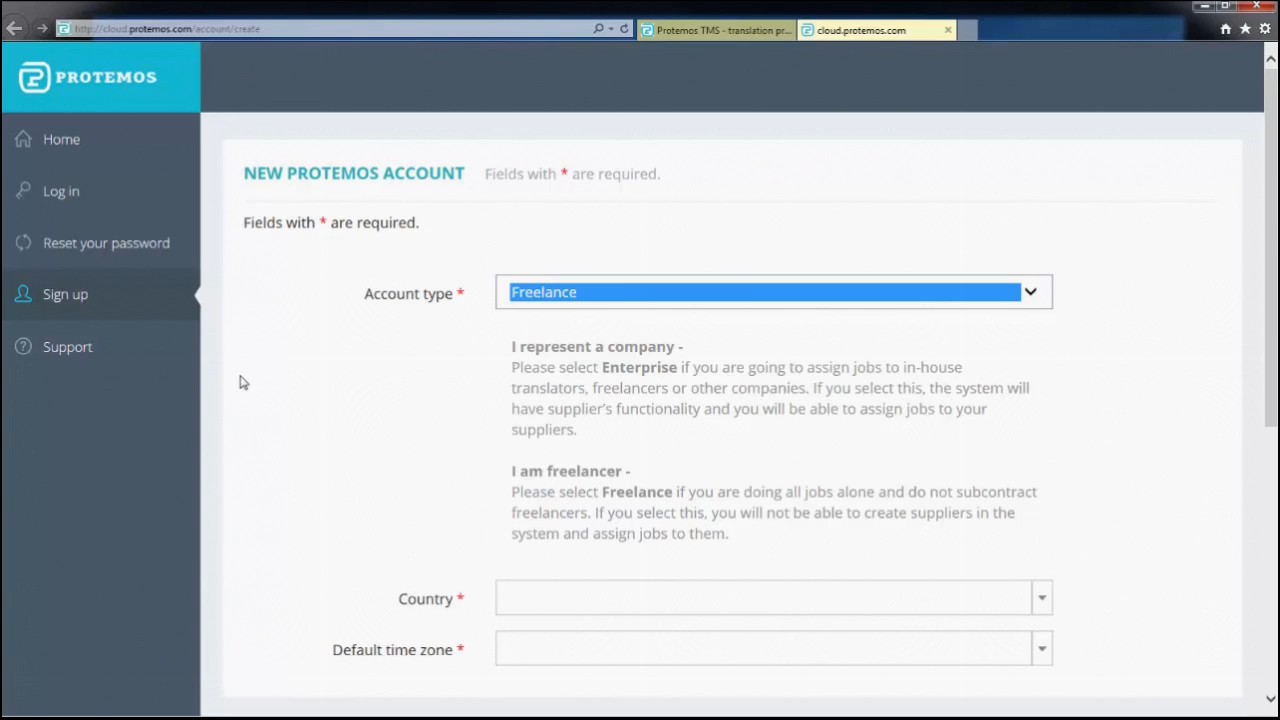 http://cloud.protemos.com/account/create
Protemos TMS - translation pr...
cloud.protemos.com
PROTEMOS
Home
Log in
Reset your password
Sign up
Support
NEW PROTEMOS ACCOUNT Fields with * are required.
Fields with * are required.
Account type * Freelance
I represent a company -
Please select Enterprise if you are going to assign jobs to in-house
translators, freelancers or other companies. If you select this, the system will
have supplier's functionality and you will be able to assign jobs to your
suppliers.
I am freelancer -
Please select Freelance if you are doing all jobs alone and do not subcontract
freelancers. If you select this, you will not be able to create suppliers in the
system and assign jobs to them.
Country *
Default time zone *